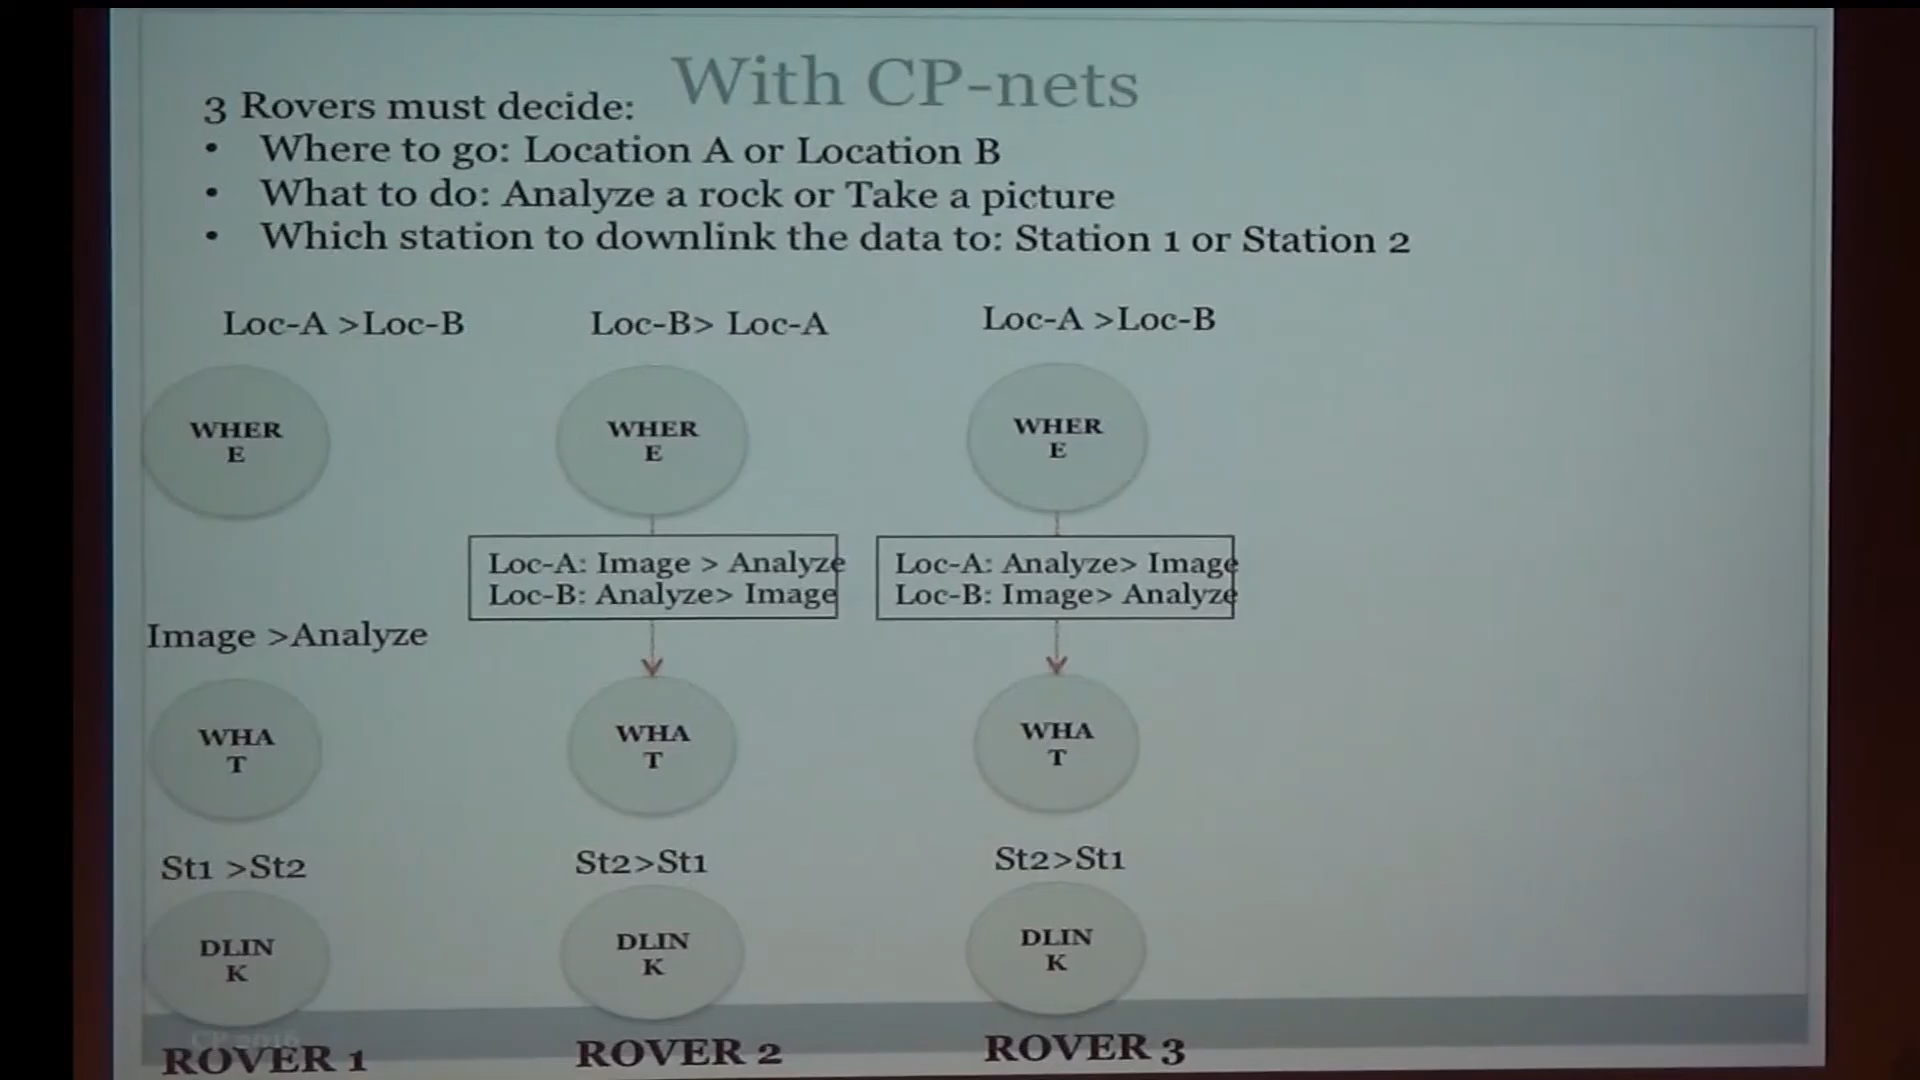 With CP-nets
3 Rovers must decide:
• Where to go: Location A or Location B
• What to do: Analyze a rock or Take a picture
• Which station to downlink the data to: Station 1 or Station 2
Loc-A >Loc-B
Loc-B> Loc-A
Loc-A >Loc-B
WHER
E
WHER
E
WHER
E
Loc-A: Image > Analyze
Loc-B: Analyze> Image
Loc-A: Analyze> Image
Loc-B: Image> Analyze
Image >Analyze
WHA
T
WHA
T
WHA
T
St1 >St2
St2>St1
St2>St1
DLIN
K
DLIN
K
DLIN
K
CP 2016
ROVER 1
ROVER 2
ROVER 3